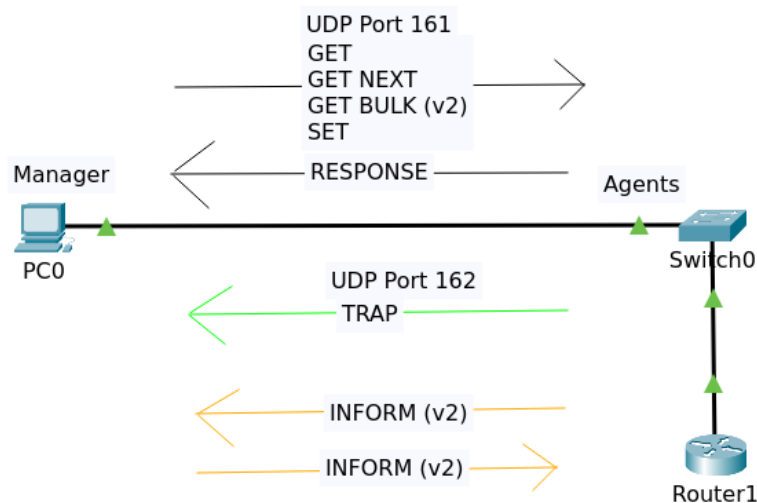 UDP Port 161
GET
GET NEXT
GET BULK (v2)
SET
RESPONSE
Manager
Agents
PC0
Switch0
UDP Port 162
TRAP
INFORM (v2)
INFORM (v2)
Router1